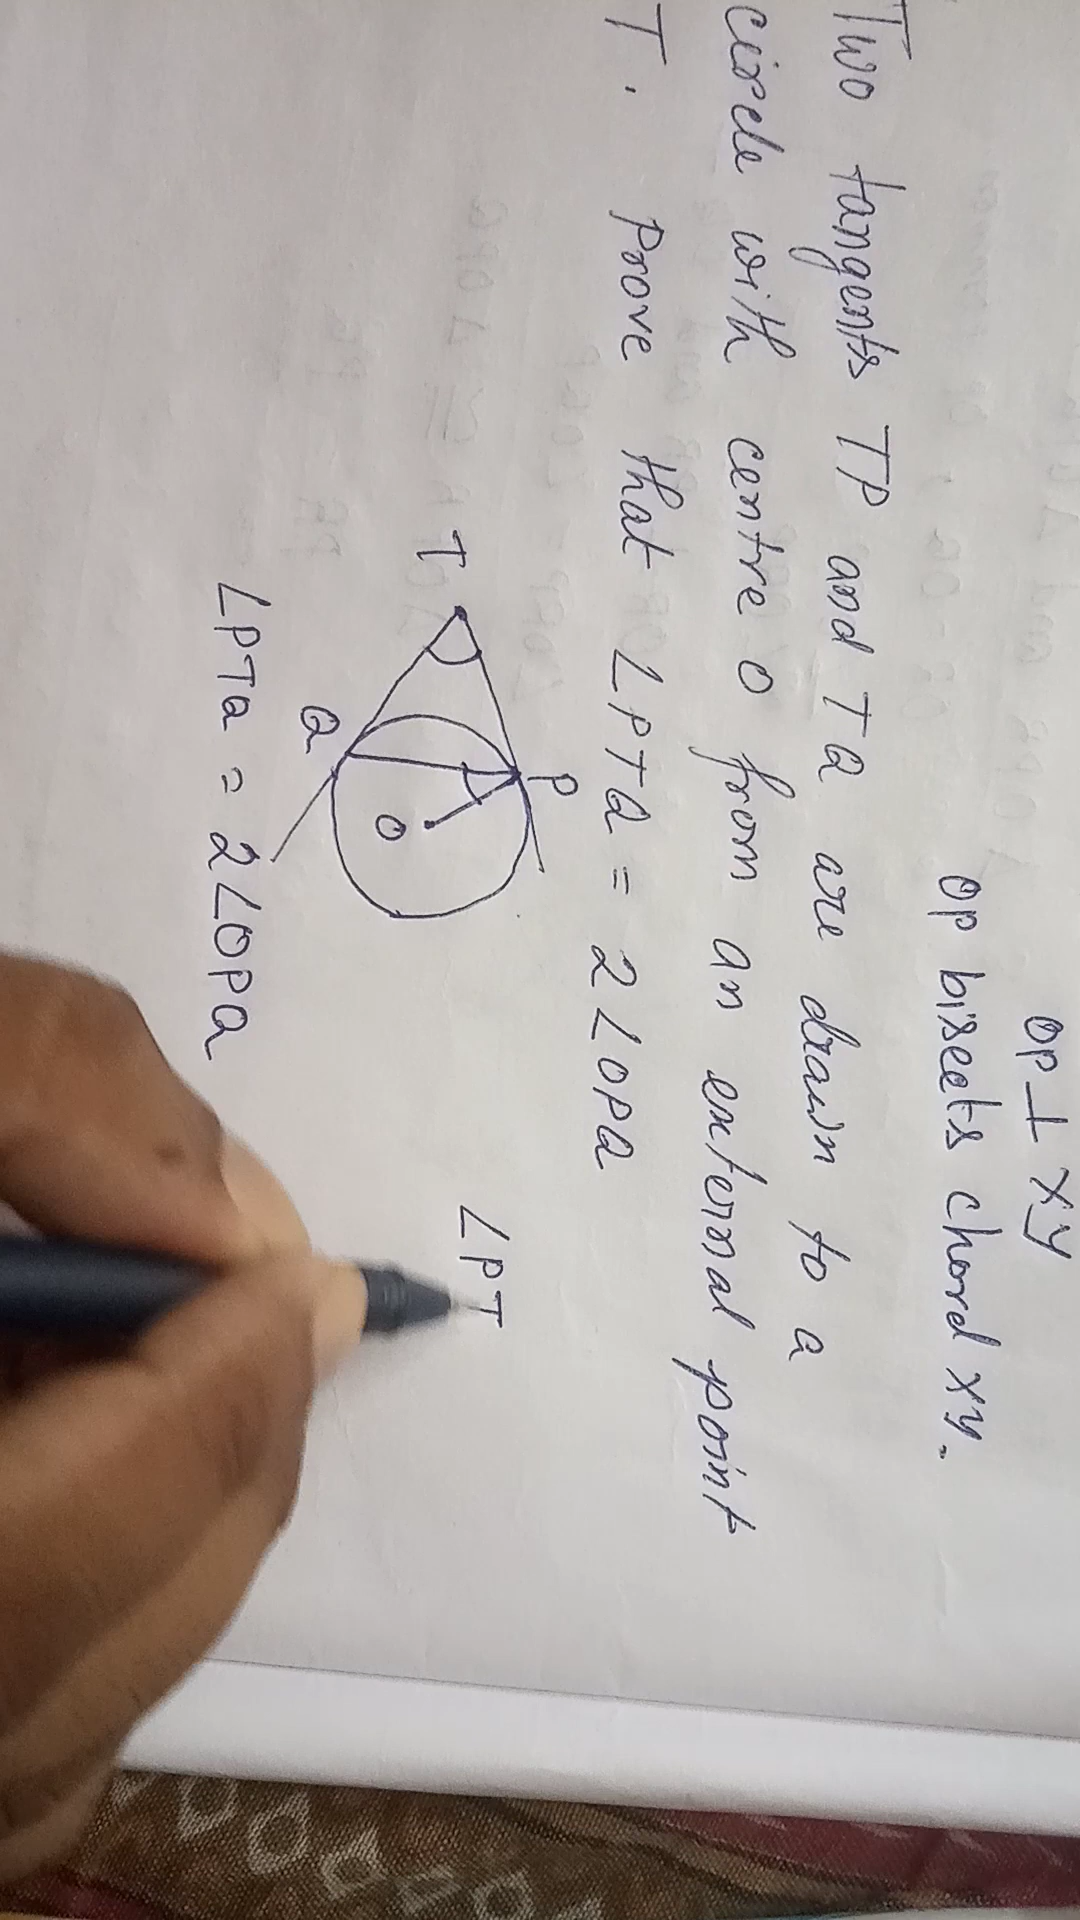 OP ⊥ XY
OP bisects chord XY.
Two tangents TP and TQ are drawn to a
circle with centre O from an external point
T. Prove that ∠PTQ = 2∠OPQ
T
P
Q
O
∠PT
∠PTQ = 2∠OPQ